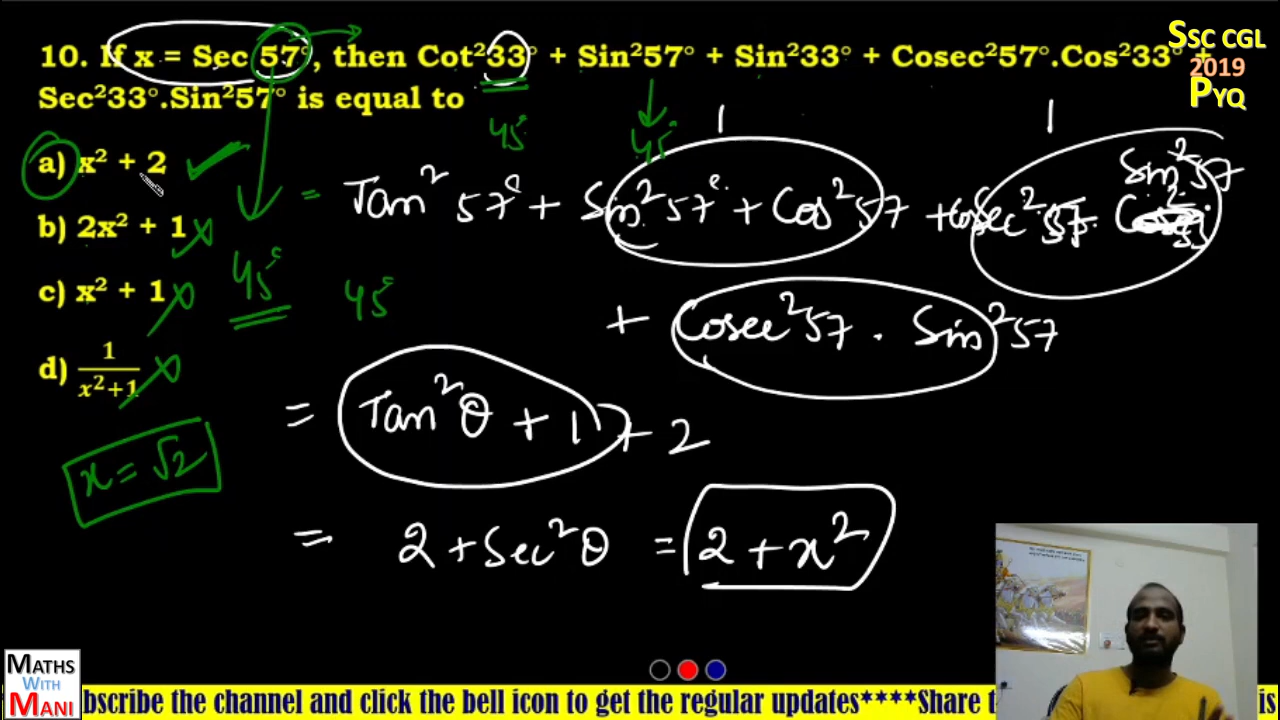 SSC CGL
2019
PYQ
10. If x = Sec 57°, then Cot²33° + Sin²57° + Sin²33° + Cosec²57°.Cos²33° +
Sec²33°.Sin²57° is equal to
a) x² + 2
b) 2x² + 1
c) x² + 1
d) 1/(x²+1)
45°
45°
1
1
= Tan² 57° + Sin² 57° + Cos² 57 + Cosec² 57 . Sin² 57
+ Cosec² 57 . Sin² 57
45°
45°
= Tan²θ + 1 + 2
x = √2
= 2 + Sec²θ = 2 + x²
MATHS
WITH
MANI
bscribe the channel and click the bell icon to get the regular updates****Share t
is